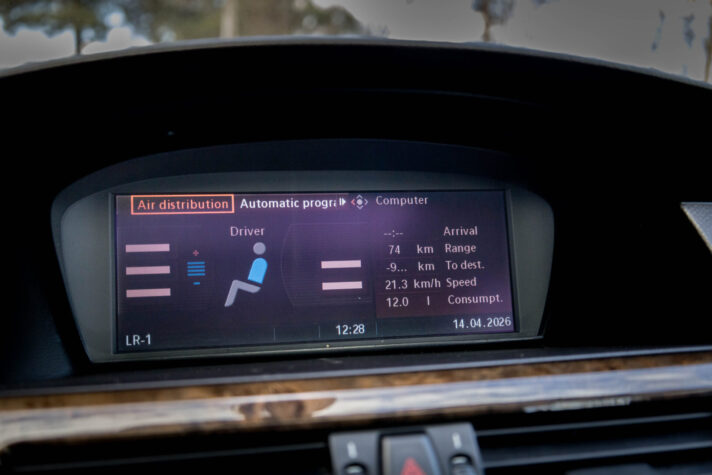 Air distribution Automatic progra Computer
Driver
--:-- Arrival
74 km Range
-9... km To dest.
21.3 km/h Speed
12.0 l Consumpt.
LR-1 12:28 14.04.2026